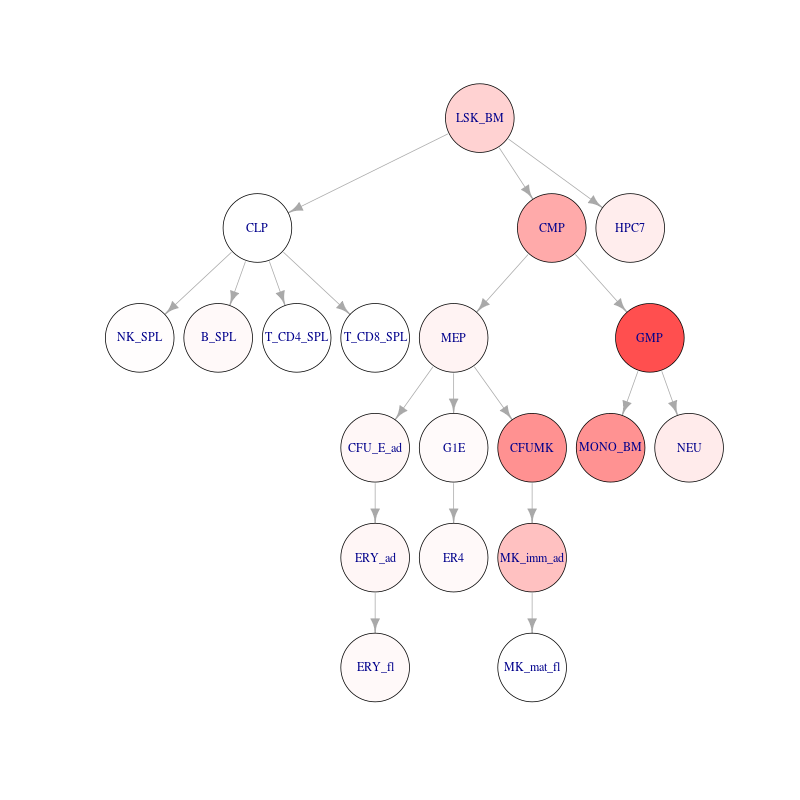 LSK_BM
CLP
CMP
HPC7
NK_SPL
B_SPL
T_CD4_SPL
T_CD8_SPL
MEP
GMP
CFU_E_ad
G1E
CFUMK
MONO_BM
NEU
ERY_ad
ER4
MK_imm_ad
ERY_fl
MK_mat_fl